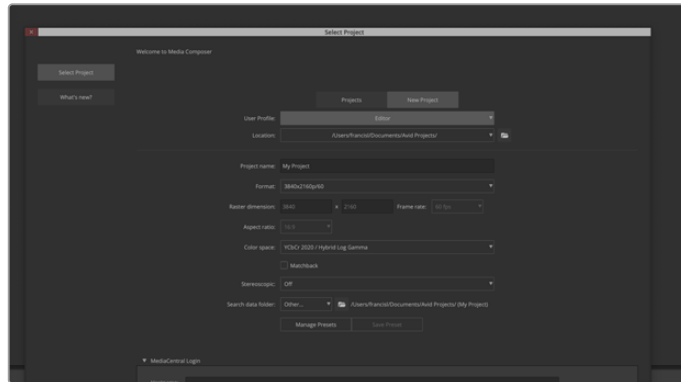 Select Project
Welcome to Media Composer
Select Project
What's new?
Projects
New Project
User Profile: Editor
Location: /Users/francisl/Documents/Avid Projects/
Project name: My Project
Format: 3840x2160p/60
Raster dimension: 3840 x 2160 Frame rate: 60 fps
Aspect ratio: 16:9
Color space: YCbCr 2020 / Hybrid Log Gamma
Matchback
Stereoscopic: Off
Search data folder: Other... /Users/francisl/Documents/Avid Projects/ (My Project)
Manage Presets
Save Preset
MediaCentral Login